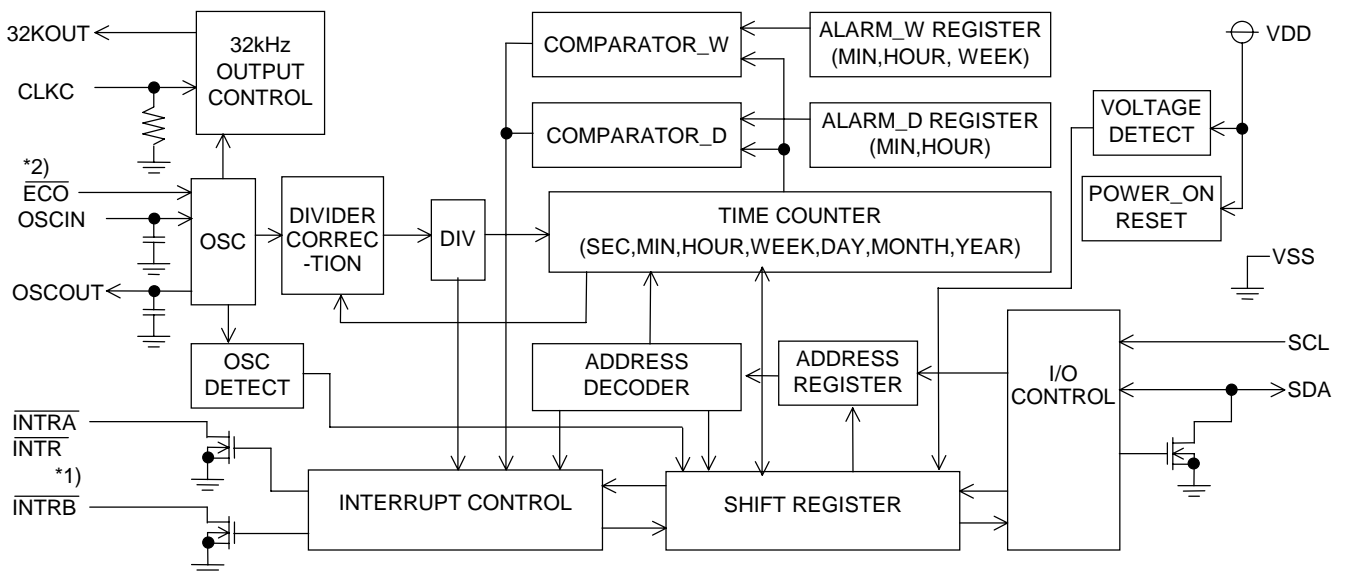 32KOUT
CLKC
32kHz
OUTPUT
CONTROL
COMPARATOR_W
ALARM_W REGISTER
(MIN,HOUR, WEEK)
VDD
COMPARATOR_D
ALARM_D REGISTER
(MIN,HOUR)
VOLTAGE
DETECT
POWER_ON
RESET
*2)
ECO
OSCIN
OSCOUT
OSC
DIVIDER
CORREC
-TION
DIV
TIME COUNTER
(SEC,MIN,HOUR,WEEK,DAY,MONTH,YEAR)
VSS
OSC
DETECT
ADDRESS
DECODER
ADDRESS
REGISTER
I/O
CONTROL
SCL
SDA
INTRA
INTR
*1)
INTRB
INTERRUPT CONTROL
SHIFT REGISTER